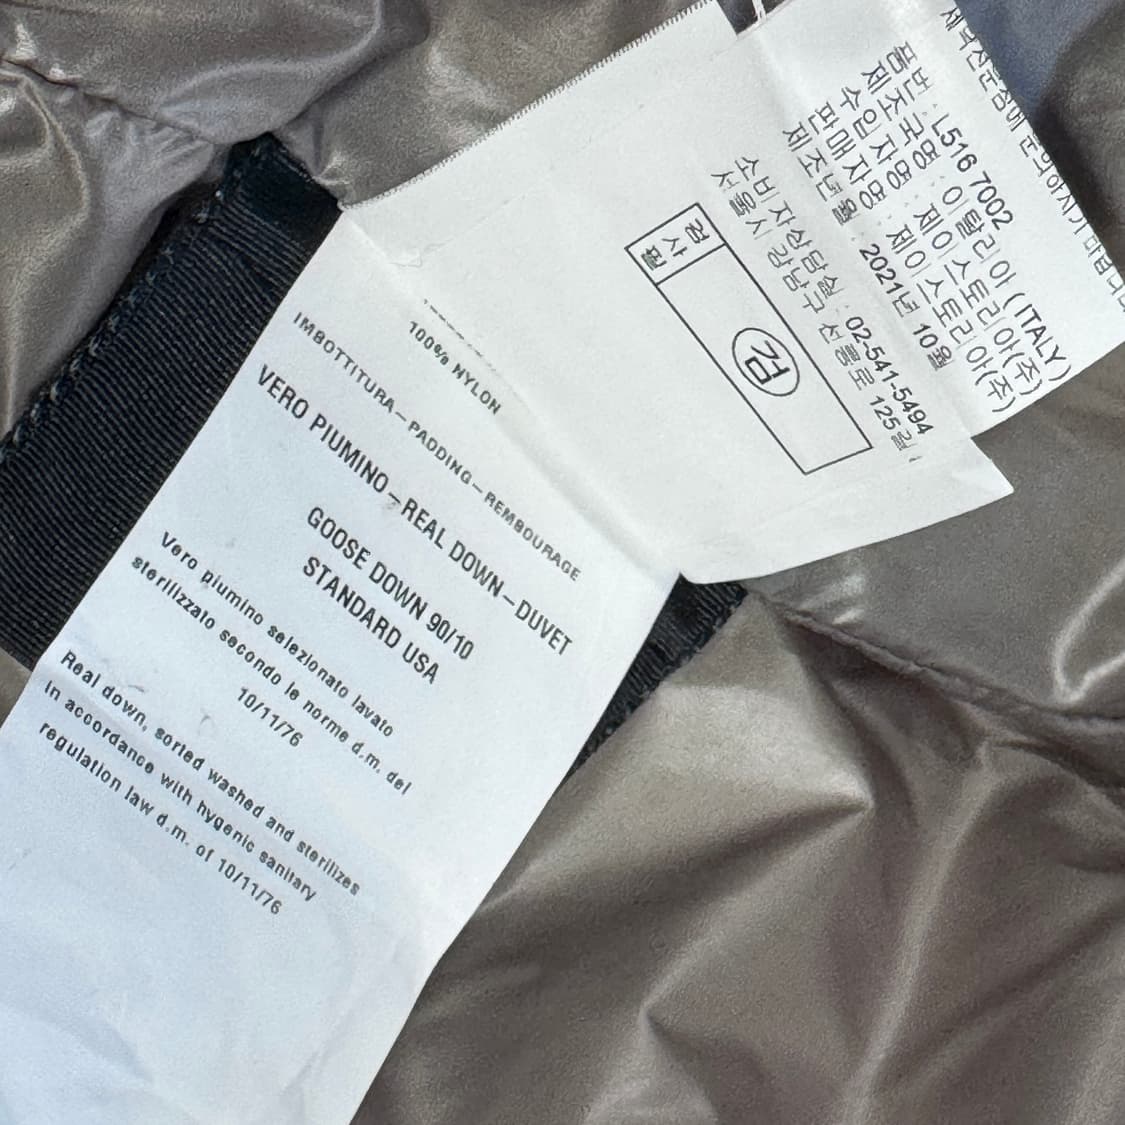 100% NYLON
IMBOTTITURA–PADDING–REMBOURAGE
VERO PIUMINO–REAL DOWN–DUVET
GOOSE DOWN 90/10
STANDARD USA
Vero piumino selezionato lavato
sterilizzato secondo le norme d.m. del
10/11/76
Real down, sorted washed and sterilizes
in accordance with hygenic sanitary
regulation law d.m. of 10/11/76
품번 : L516 7002
제조국명 : 이탈리아 (ITALY)
수입자명 : 제이스토리아(주)
판매자명 : 제이스토리아(주)
제조년월 : 2021년 10월
소비자상담실 : 02-541-5494
서울시 강남구 선릉로 125길
검사필
검